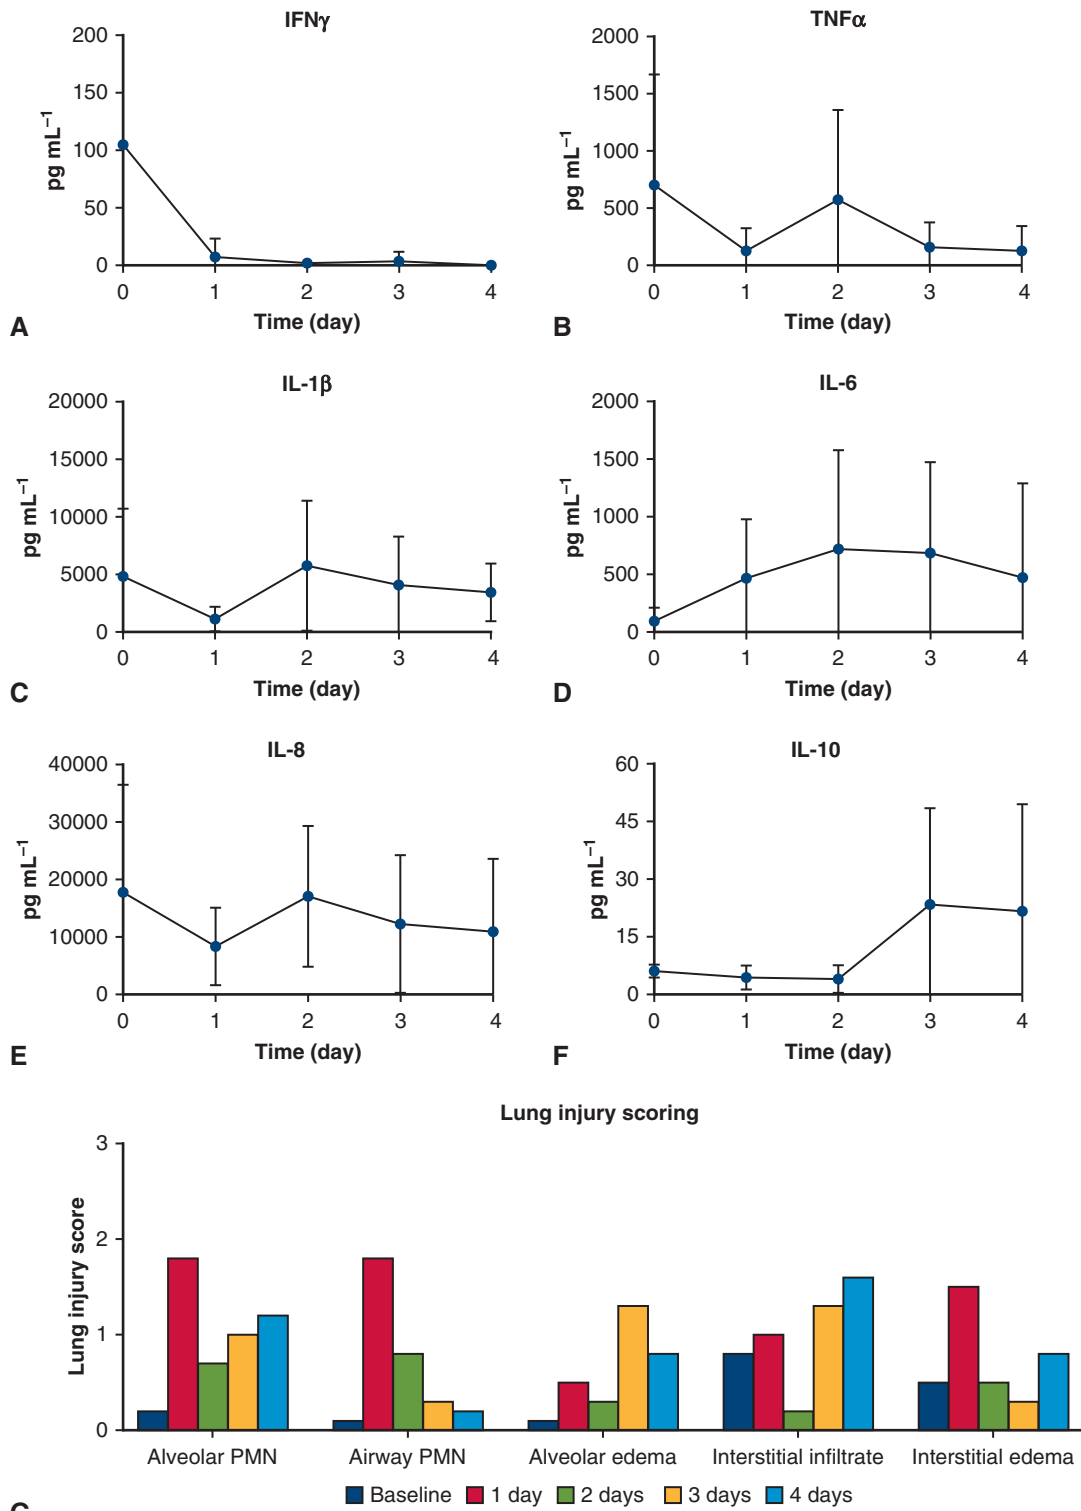 IFNγ
200
150
100
50
0
pg mL⁻¹
0 1 2 3 4
Time (day)
A
TNFα
2000
1500
1000
500
0
pg mL⁻¹
0 1 2 3 4
Time (day)
B
IL-1β
20000
15000
10000
5000
0
pg mL⁻¹
0 1 2 3 4
Time (day)
C
IL-6
2000
1500
1000
500
0
pg mL⁻¹
0 1 2 3 4
Time (day)
D
IL-8
40000
30000
20000
10000
0
pg mL⁻¹
0 1 2 3 4
Time (day)
E
IL-10
60
45
30
15
0
pg mL⁻¹
0 1 2 3 4
Time (day)
F
Lung injury scoring
3
2
1
0
Lung injury score
Alveolar PMN Airway PMN Alveolar edema Interstitial infiltrate Interstitial edema
Baseline 1 day 2 days 3 days 4 days